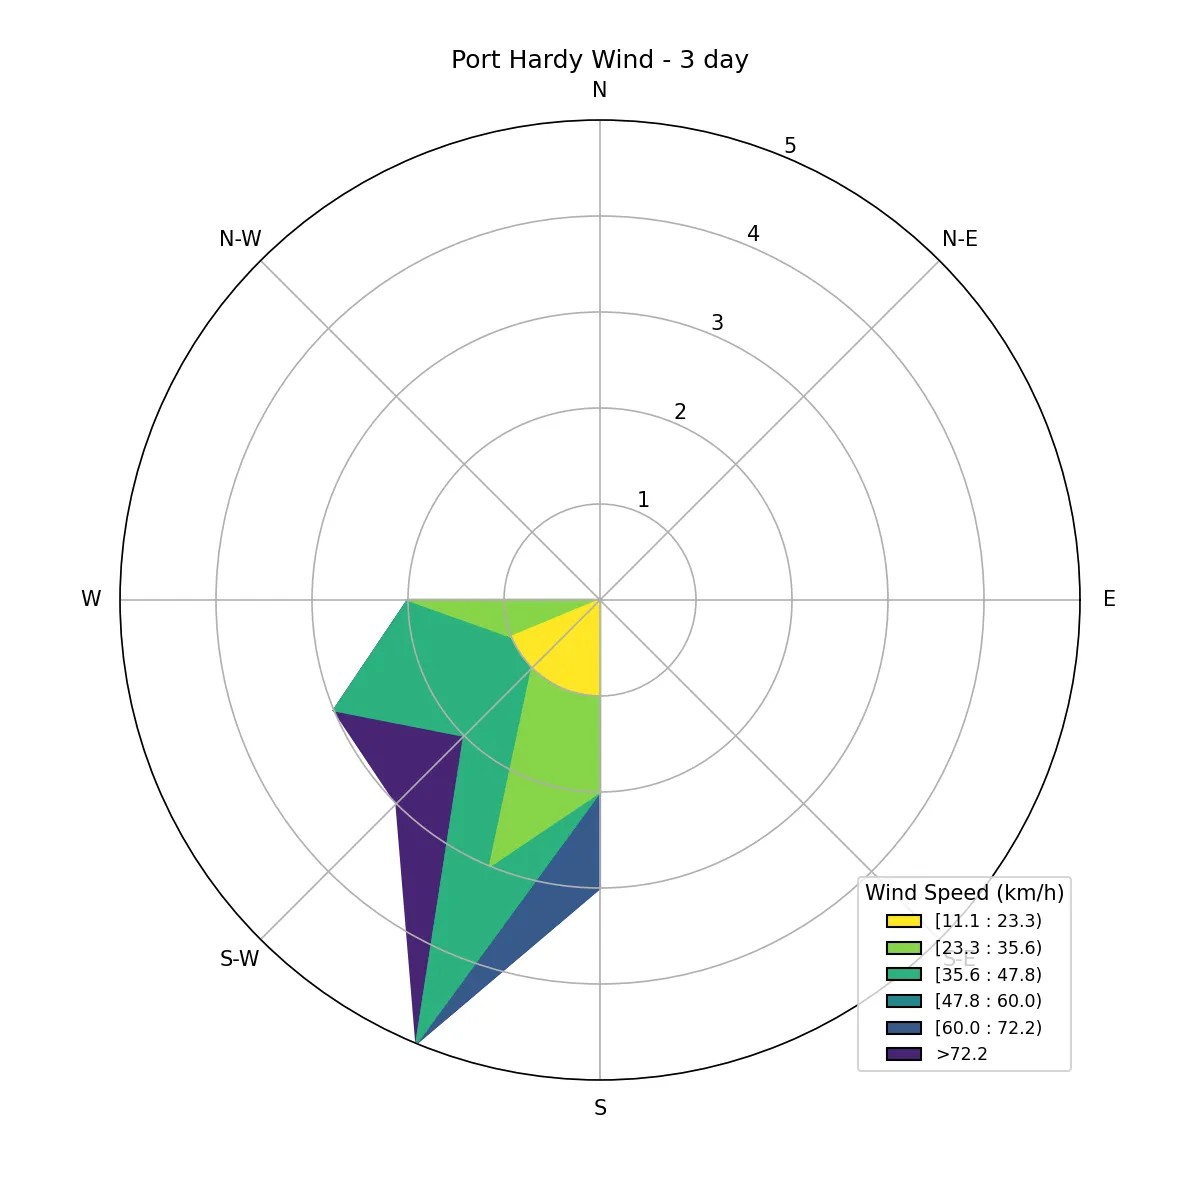 Port Hardy Wind - 3 day
N
5
N-W
4
N-E
3
2
1
W
E
Wind Speed (km/h)
[11.1 : 23.3)
[23.3 : 35.6)
S-W
S-E
[35.6 : 47.8)
[47.8 : 60.0)
[60.0 : 72.2)
>72.2
S